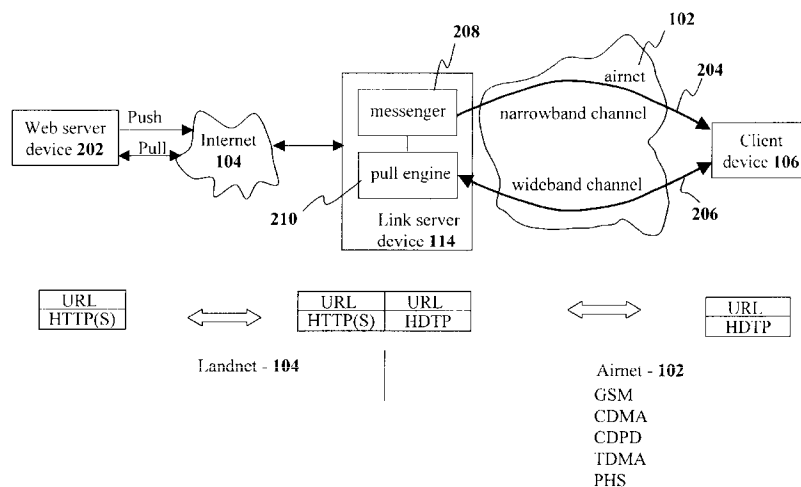 102
208
airnet
204
messenger
narrowband channel
Web server
device 202
Push
Pull
Internet
104
Client
device 106
pull engine
wideband channel
210
206
Link server
device 114
URL
HTTP(S)
URL
HTTP(S)
URL
HDTP
URL
HDTP
Landnet - 104
Airnet - 102
GSM
CDMA
CDPD
TDMA
PHS